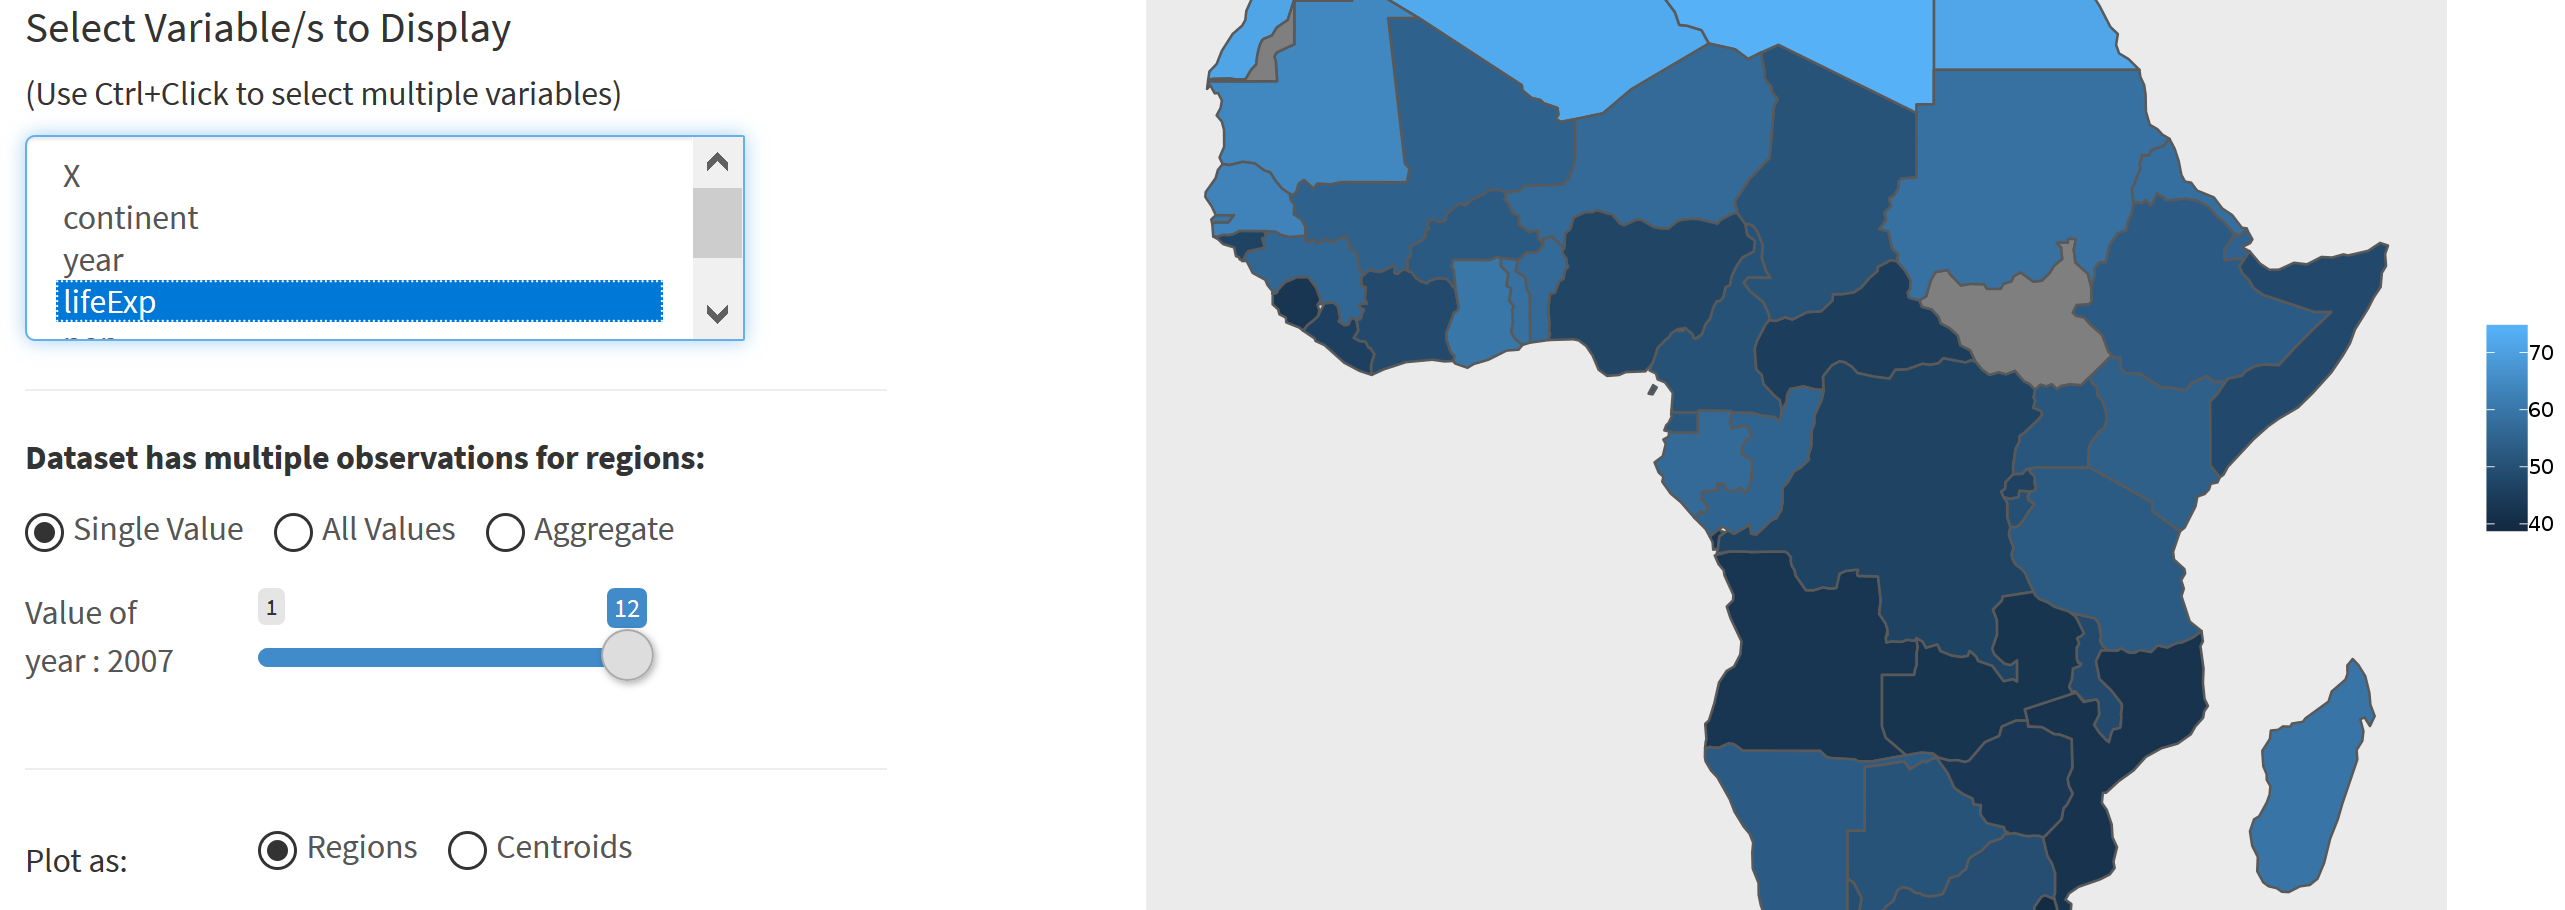 Select Variable/s to Display
(Use Ctrl+Click to select multiple variables)
X
continent
year
lifeExp
Dataset has multiple observations for regions:
Single Value All Values Aggregate
Value of
year : 2007
1
12
Plot as:
Regions Centroids
70
60
50
40